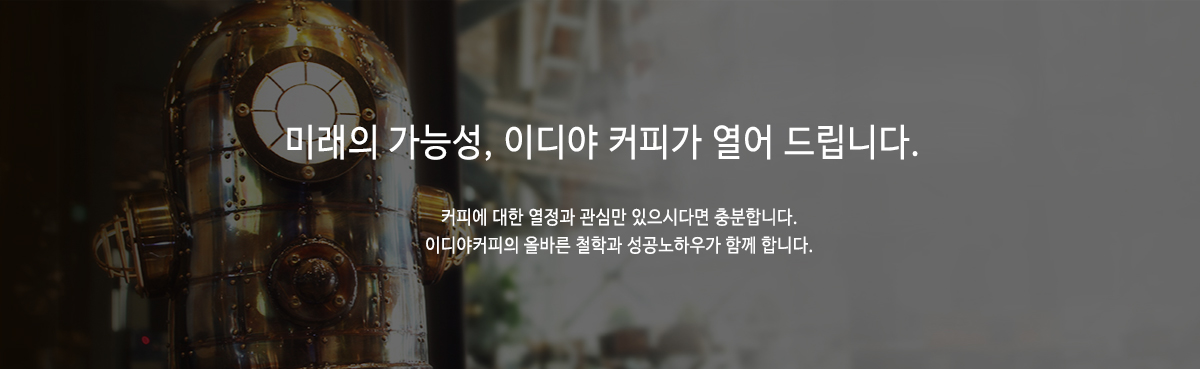 미래의 가능성, 이디야 커피가 열어 드립니다.
커피에 대한 열정과 관심만 있으시다면 충분합니다.
이디야커피의 올바른 철학과 성공노하우가 함께 합니다.